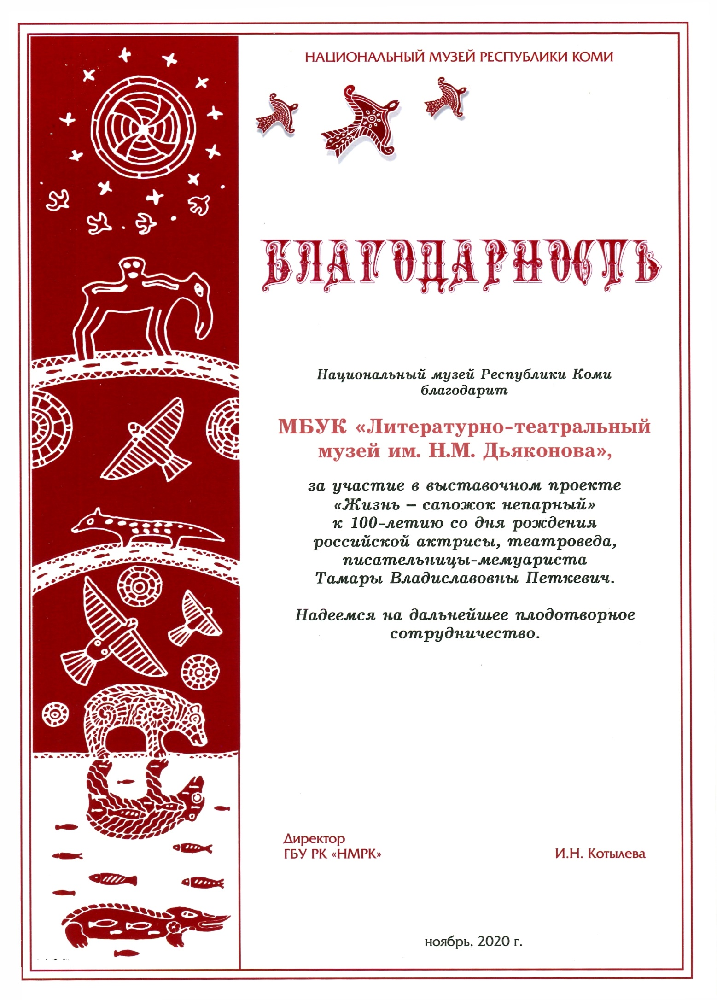 НАЦИОНАЛЬНЫЙ МУЗЕЙ РЕСПУБЛИКИ КОМИ
БЛАГОДАРНОСТЬ
Национальный музей Республики Коми
благодарит
МБУК «Литературно-театральный
музей им. Н.М. Дьяконова»,
за участие в выставочном проекте
«Жизнь – сапожок непарный»
к 100-летию со дня рождения
российской актрисы, театроведа,
писательницы-мемуариста
Тамары Владиславовны Петкевич.
Надеемся на дальнейшее плодотворное
сотрудничество.
Директор
ГБУ РК «НМРК»
И.Н. Котылева
ноябрь, 2020 г.